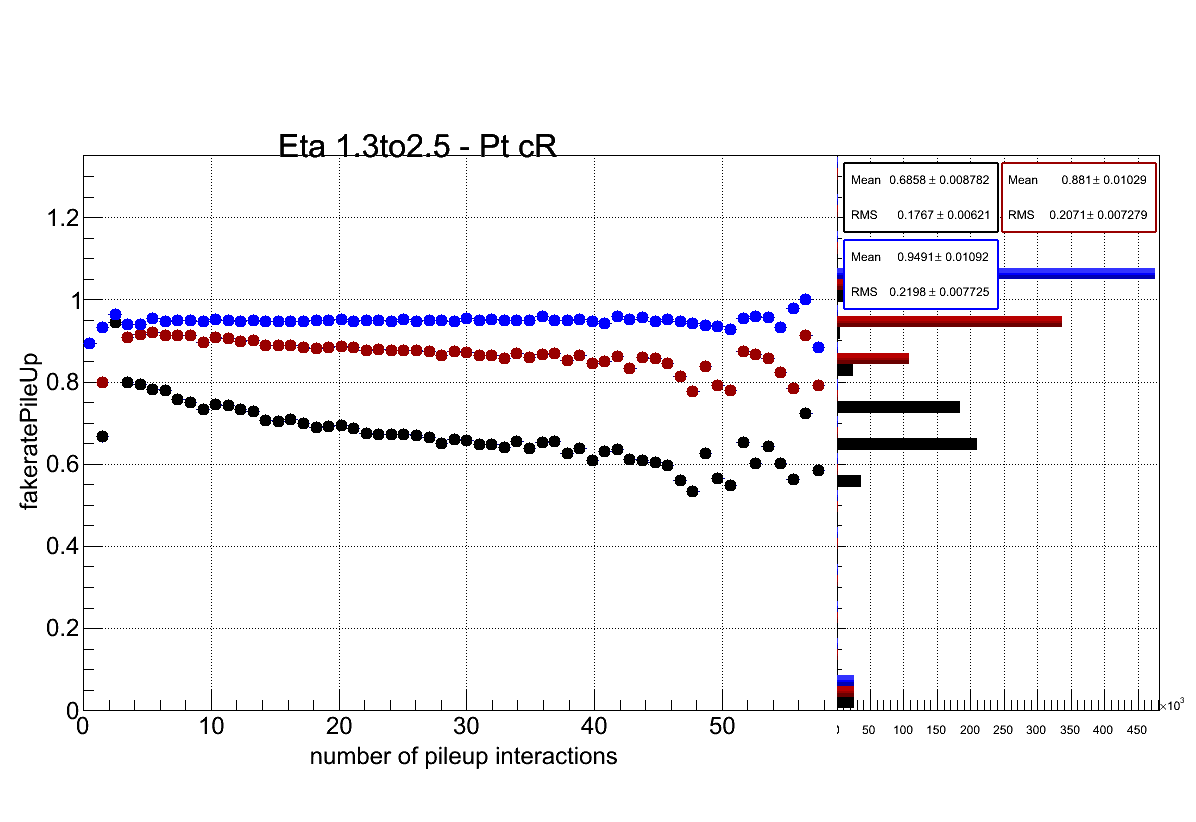 Eta 1.3to2.5 - Pt cR
Mean 0.6858 ± 0.008782
RMS 0.1767 ± 0.00621
Mean 0.881 ± 0.01029
RMS 0.2071 ± 0.007279
Mean 0.9491 ± 0.01092
RMS 0.2198 ± 0.007725
fakeratePileUp
1.2
1
0.8
0.6
0.4
0.2
0
0 10 20 30 40 50
number of pileup interactions
50 100 150 200 250 300 350 400 450
×10³